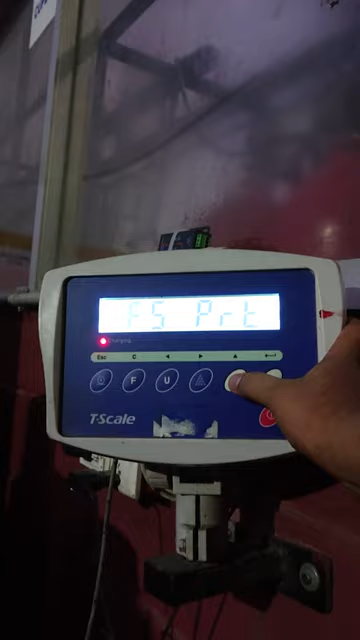 F5 Prt
Charging
Esc C ◄ ► ▲
F U
T-Scale